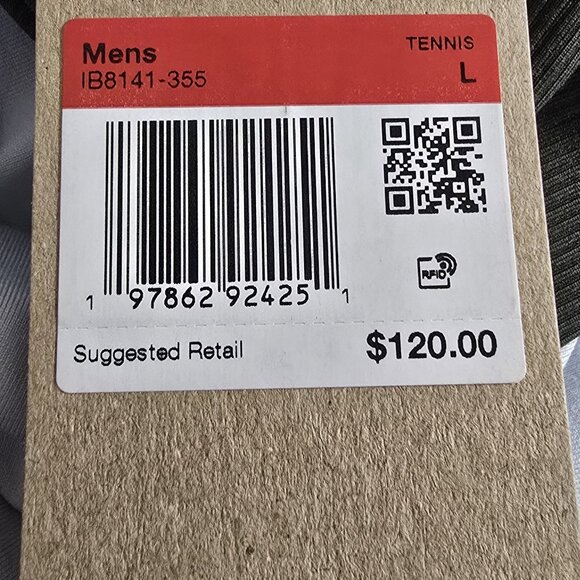 Mens
TENNIS
IB8141-355
L
RFID
1 97862 92425 1
Suggested Retail
$120.00